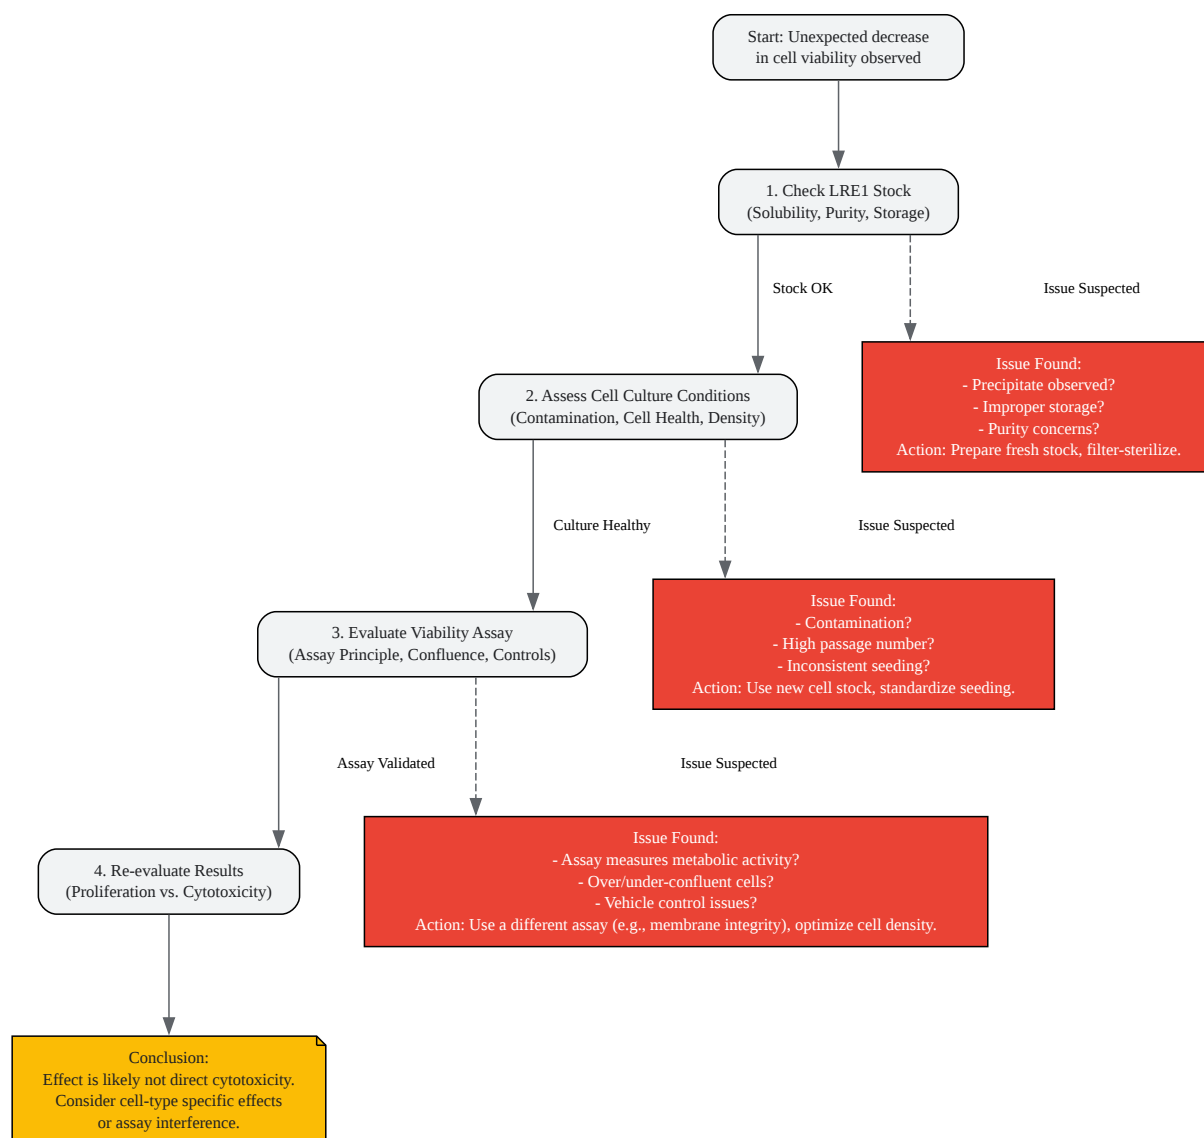 Start: Unexpected decrease
in cell viability observed
1. Check LRE1 Stock
(Solubility, Purity, Storage)
Stock OK
Issue Suspected
Issue Found:
- Precipitate observed?
- Improper storage?
- Purity concerns?
Action: Prepare fresh stock, filter-sterilize.
2. Assess Cell Culture Conditions
(Contamination, Cell Health, Density)
Culture Healthy
Issue Suspected
Issue Found:
- Contamination?
- High passage number?
- Inconsistent seeding?
Action: Use new cell stock, standardize seeding.
3. Evaluate Viability Assay
(Assay Principle, Confluence, Controls)
Assay Validated
Issue Suspected
Issue Found:
- Assay measures metabolic activity?
- Over/under-confluent cells?
- Vehicle control issues?
Action: Use a different assay (e.g., membrane integrity), optimize cell density.
4. Re-evaluate Results
(Proliferation vs. Cytotoxicity)
Conclusion:
Effect is likely not direct cytotoxicity.
Consider cell-type specific effects
or assay interference.